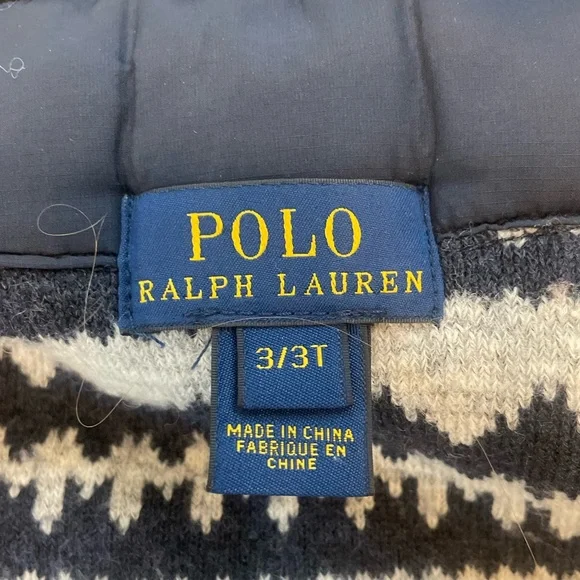 POLO
RALPH LAUREN
3/3T
MADE IN CHINA
FABRIQUE EN
CHINE